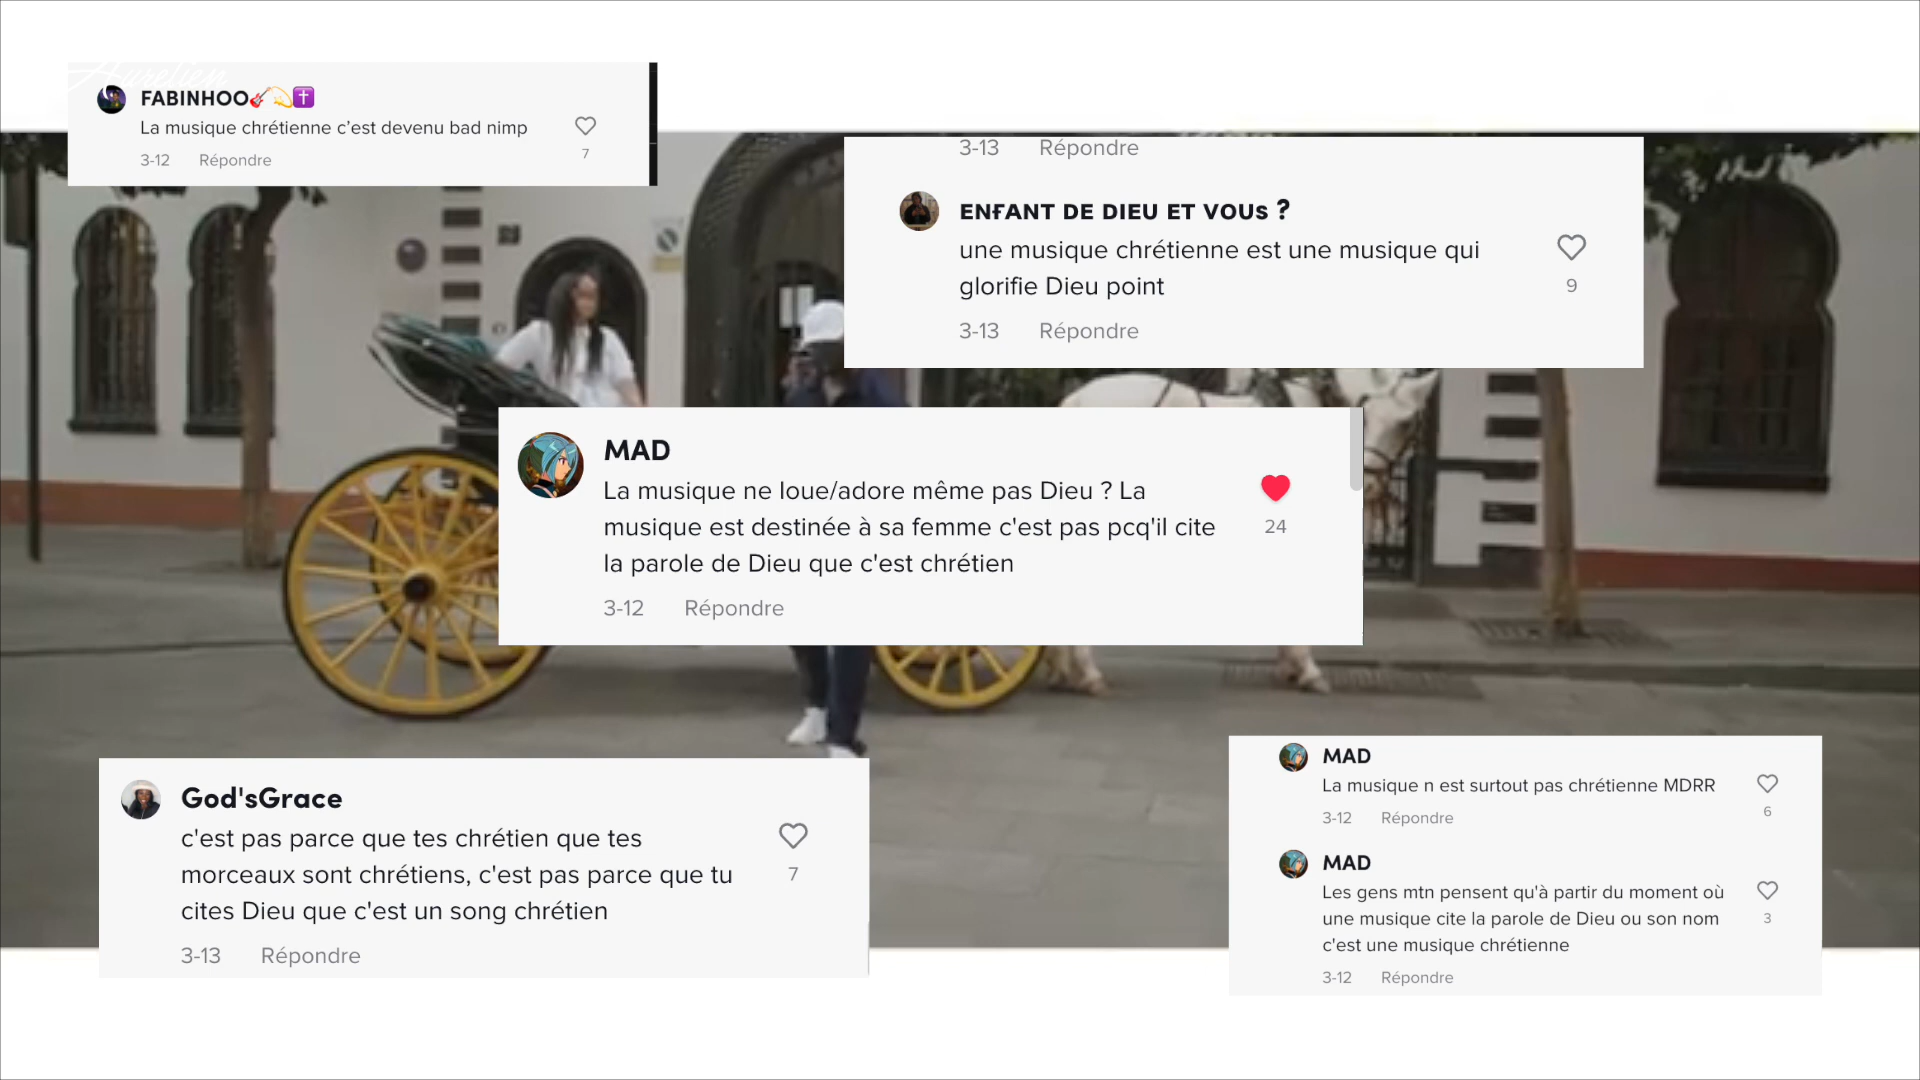 Aurelien
FABINHOO🎸💫✝️
La musique chrétienne c’est devenu bad nimp
3-12 Répondre
7
3-13 Répondre
ENFANT DE DIEU ET VOUs ?
une musique chrétienne est une musique qui
glorifie Dieu point
9
3-13 Répondre
MAD
La musique ne loue/adore même pas Dieu ? La
musique est destinée à sa femme c'est pas pcq'il cite
la parole de Dieu que c'est chrétien
24
3-12 Répondre
God'sGrace
c'est pas parce que tes chrétien que tes
morceaux sont chrétiens, c'est pas parce que tu
cites Dieu que c'est un song chrétien
7
3-13 Répondre
MAD
La musique n est surtout pas chrétienne MDRR
6
3-12 Répondre
MAD
Les gens mtn pensent qu'à partir du moment où
une musique cite la parole de Dieu ou son nom
c'est une musique chrétienne
3
3-12 Répondre